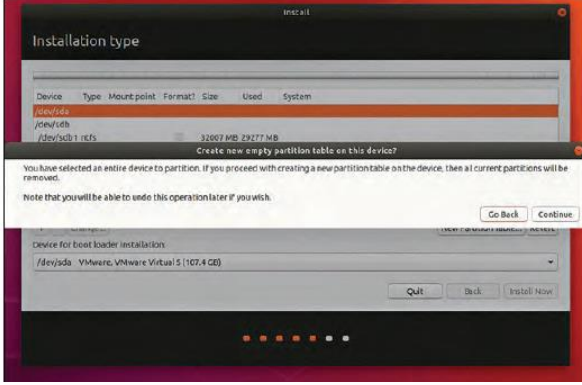 Install
Installation type
Device Type Mount point Format? Size Used System
/dev/sda
/dev/sdb
/dev/sdb1 ntfs 32007 MB 29277 MB
Create new empty partition table on this device?
You have selected an entire device to partition. If you proceed with creating a new partition table on the device, then all current partitions will be
removed.
Note that you will be able to undo this operation later if you wish.
Go Back Continue
New Partition Table... Revert
Device for boot loader installation:
/dev/sda VMware, VMware Virtual S (107.4 GB)
Quit Back Install Now